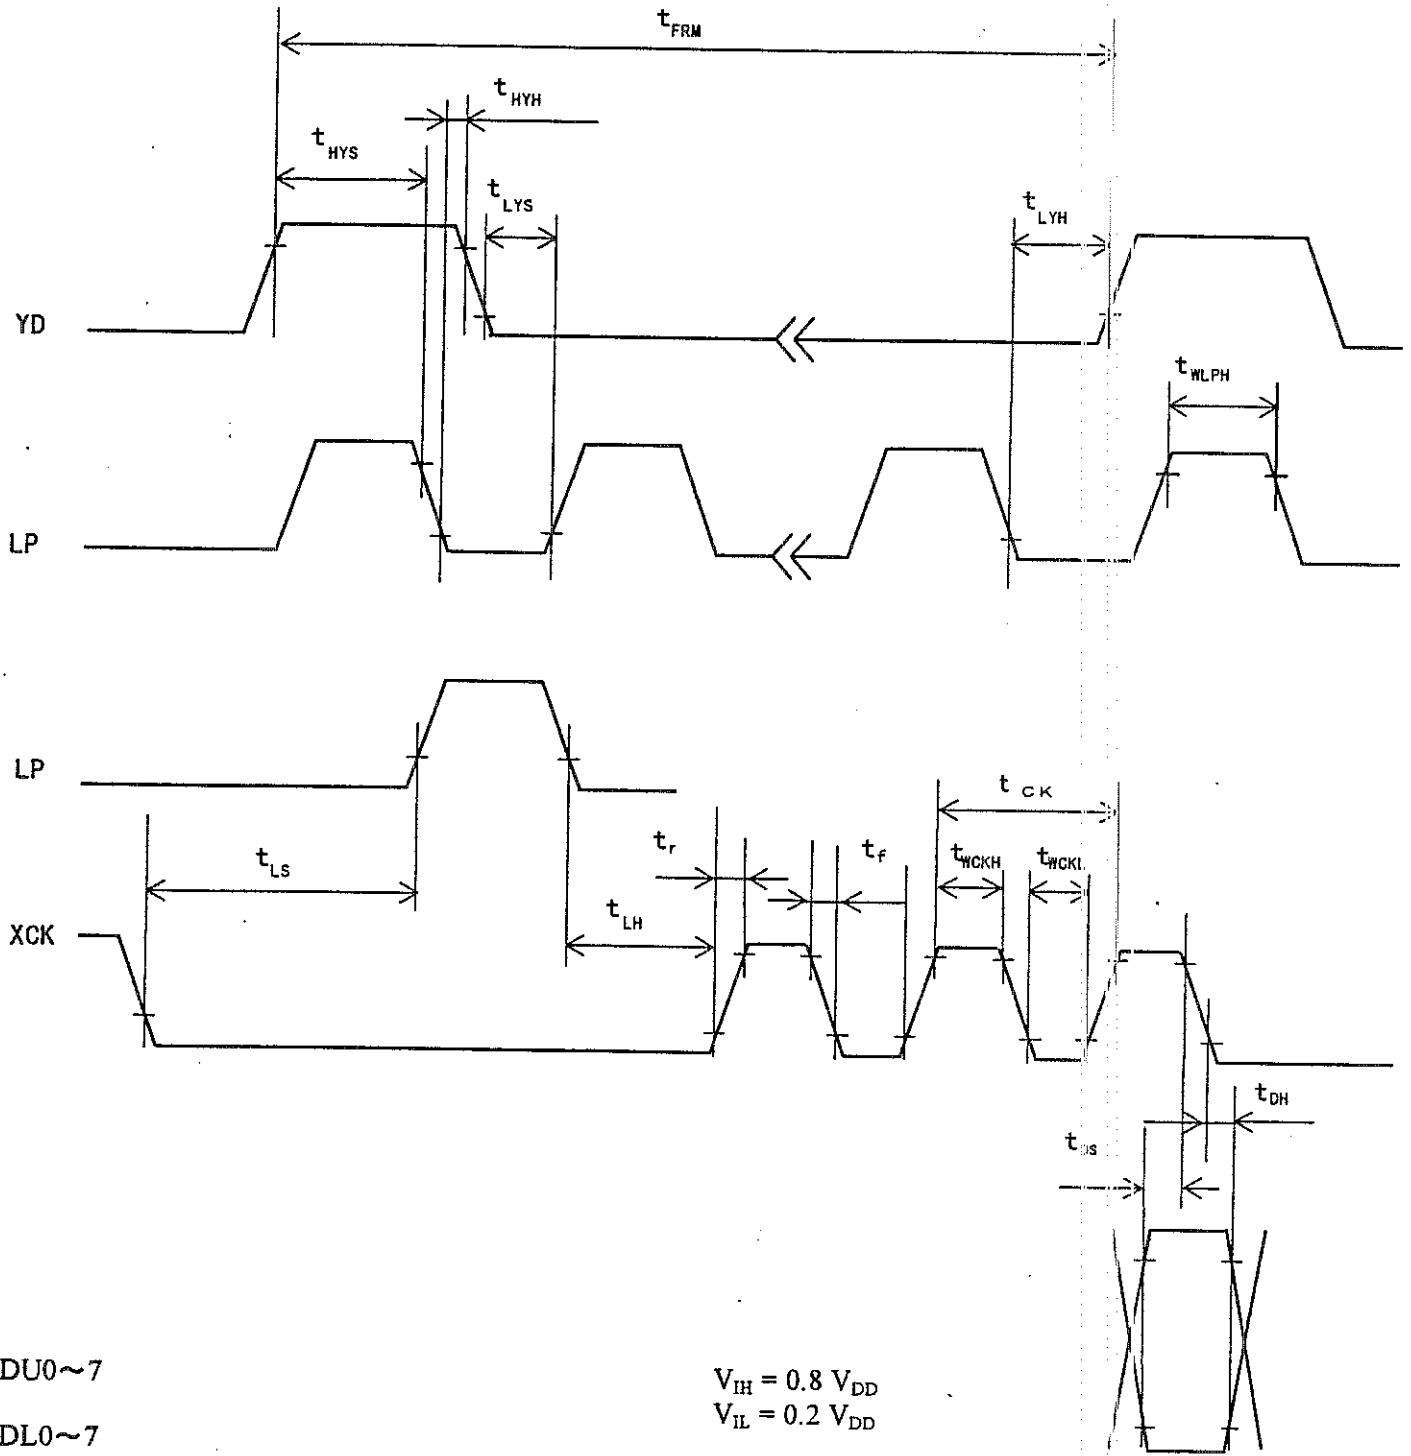 tFRM
tHYH
tHYS
tLYS
tLYH
YD
tWLPH
LP
LP
tCK
tr
tf
tWCKH
tWCKL
tLS
tLH
XCK
tDH
tDS
DU0～7
VIH = 0.8 VDD
VIL = 0.2 VDD
DL0～7